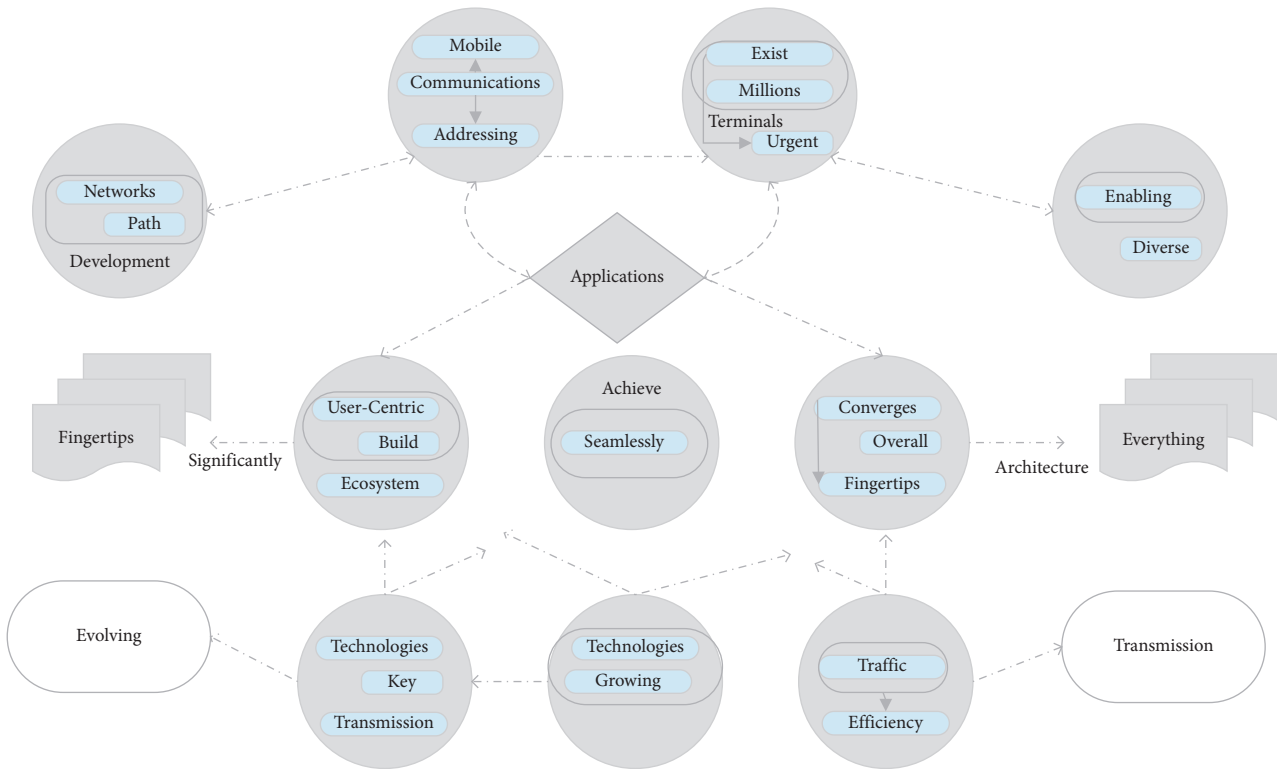 Mobile
Communications
Addressing
Exist
Millions
Terminals
Urgent
Networks
Path
Development
Enabling
Diverse
Applications
Fingertips
Significantly
User-Centric
Build
Ecosystem
Achieve
Seamlessly
Converges
Overall
Fingertips
Architecture
Everything
Evolving
Technologies
Key
Transmission
Technologies
Growing
Traffic
Efficiency
Transmission